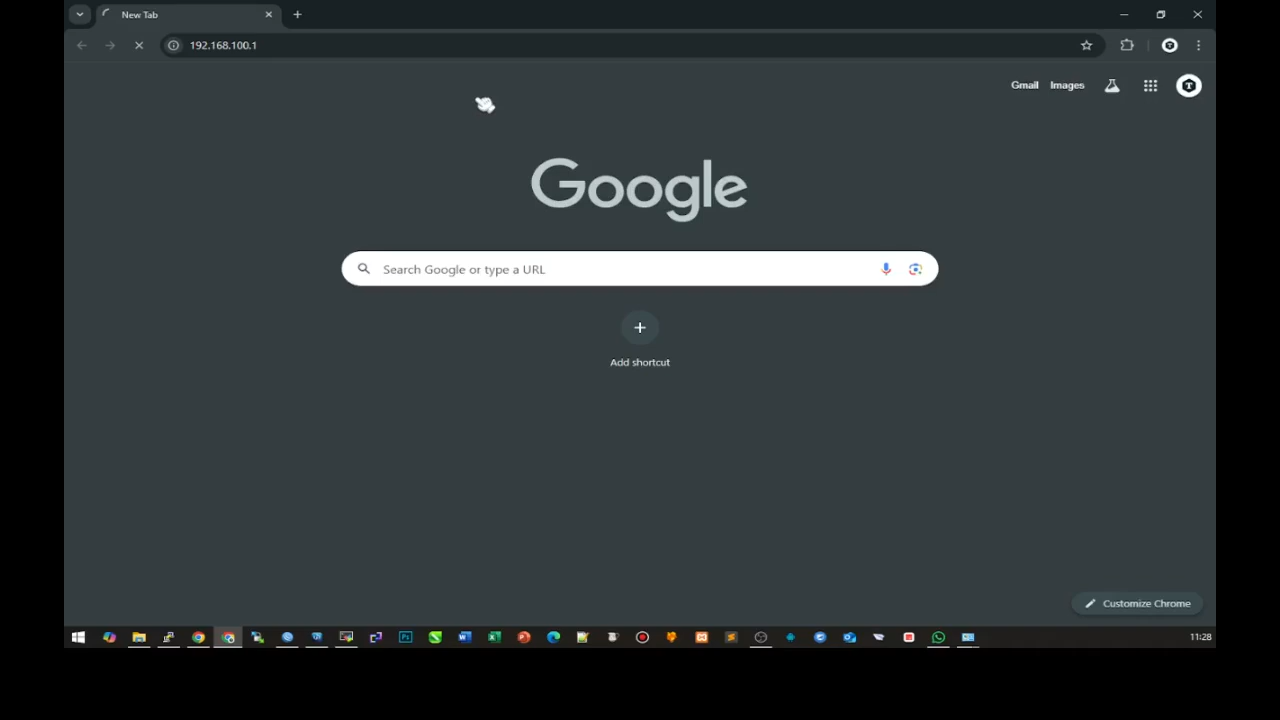 New Tab
192.168.100.1
Gmail Images
Google
Search Google or type a URL
Add shortcut
Customize Chrome
11:28